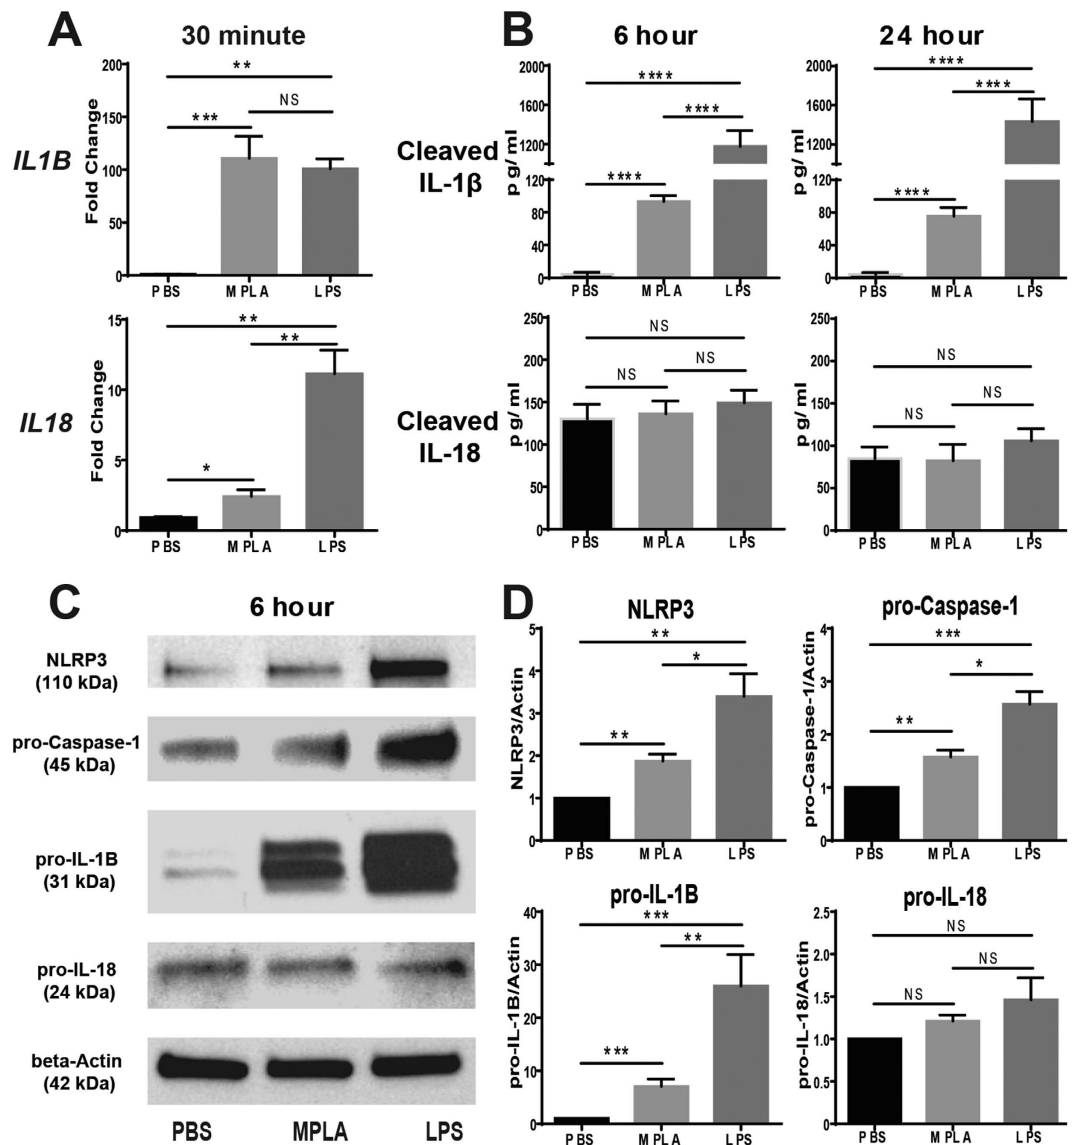 A
30 minute
IL1B
Fold Change
200
150
100
50
0
**
***
NS
PBS MPLA LPS
IL18
Fold Change
15
10
5
0
**
**
*
PBS MPLA LPS
B
6 hour
24 hour
Cleaved
IL-1β
pg/ml
2000
1600
1200
120
80
40
0
****
****
****
PBS MPLA LPS
pg/ml
2000
1600
1200
120
80
40
0
****
****
****
PBS MPLA LPS
Cleaved
IL-18
pg/ml
250
200
150
100
50
0
NS
NS
NS
PBS MPLA LPS
pg/ml
250
200
150
100
50
0
NS
NS
NS
PBS MPLA LPS
C
6 hour
NLRP3
(110 kDa)
pro-Caspase-1
(45 kDa)
pro-IL-1B
(31 kDa)
pro-IL-18
(24 kDa)
beta-Actin
(42 kDa)
PBS MPLA LPS
D
NLRP3
NLRP3/Actin
5
4
3
2
1
0
**
*
**
PBS MPLA LPS
pro-Caspase-1
pro-Caspase-1/Actin
4
3
2
1
0
***
*
**
PBS MPLA LPS
pro-IL-1B
pro-IL-1B/Actin
40
30
20
10
0
***
**
***
PBS MPLA LPS
pro-IL-18
pro-IL-18/Actin
2.5
2.0
1.5
1.0
0.5
0
NS
NS
NS
PBS MPLA LPS